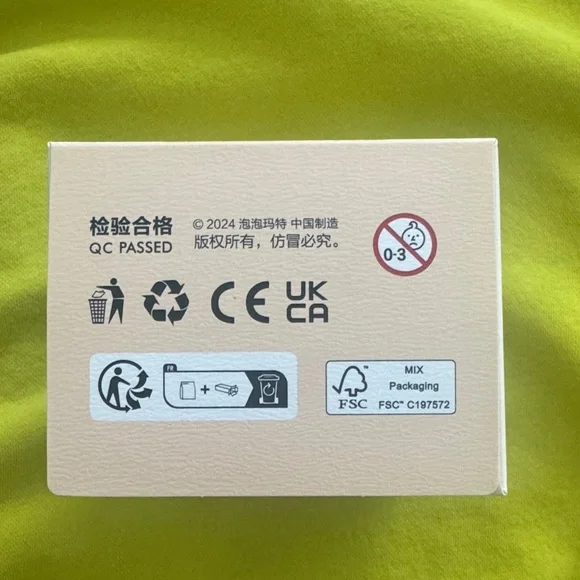 检验合格
QC PASSED
© 2024 泡泡玛特 中国制造
版权所有，仿冒必究。
0-3
CE
UK
CA
FR
+
FSC™
MIX
Packaging
FSC™ C197572